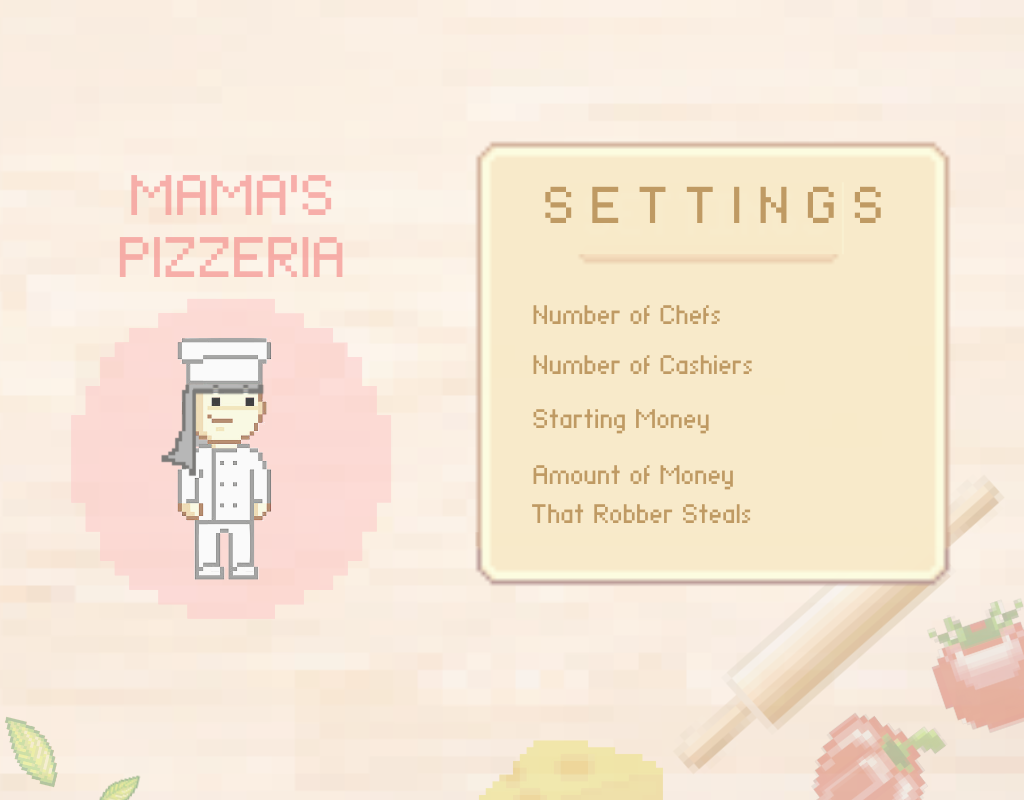 MAMA'S
PIZZERIA
SETTINGS
Number of Chefs
Number of Cashiers
Starting Money
Amount of Money
That Robber Steals